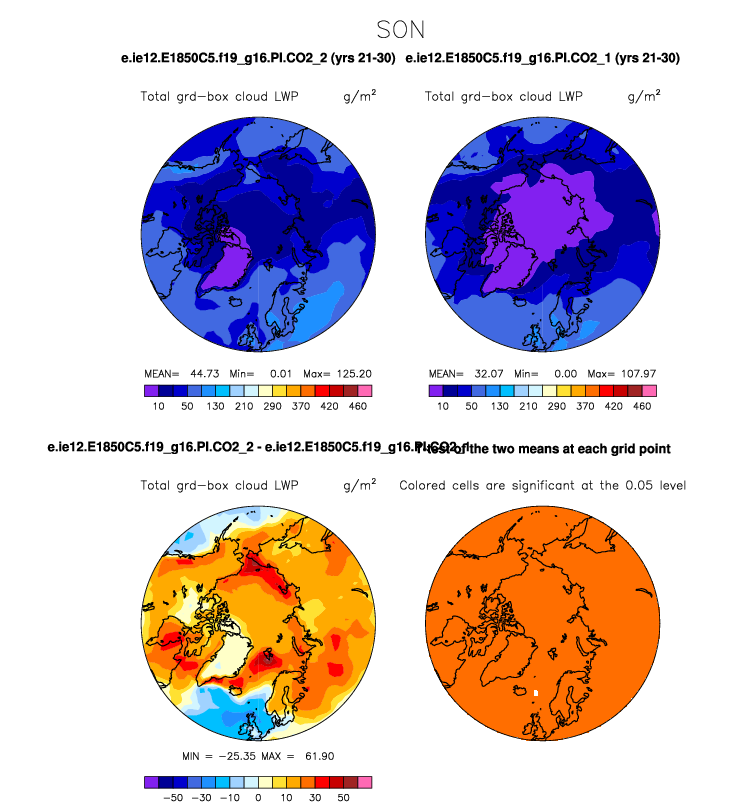 SON
e.ie12.E1850C5.f19_g16.PI.CO2_2 (yrs 21-30) e.ie12.E1850C5.f19_g16.PI.CO2_1 (yrs 21-30)
Total grd-box cloud LWP g/m² Total grd-box cloud LWP g/m²
MEAN= 44.73 Min= 0.01 Max= 125.20 MEAN= 32.07 Min= 0.00 Max= 107.97
10 50 130 210 290 370 420 460 10 50 130 210 290 370 420 460
e.ie12.E1850C5.f19_g16.PI.CO2_2 - e.ie12.E1850C5.f19_g16.PI.CO2_1 T-test of the two means at each grid point
Total grd-box cloud LWP g/m² Colored cells are significant at the 0.05 level
MIN = -25.35 MAX = 61.90
-50 -30 -10 0 10 30 50